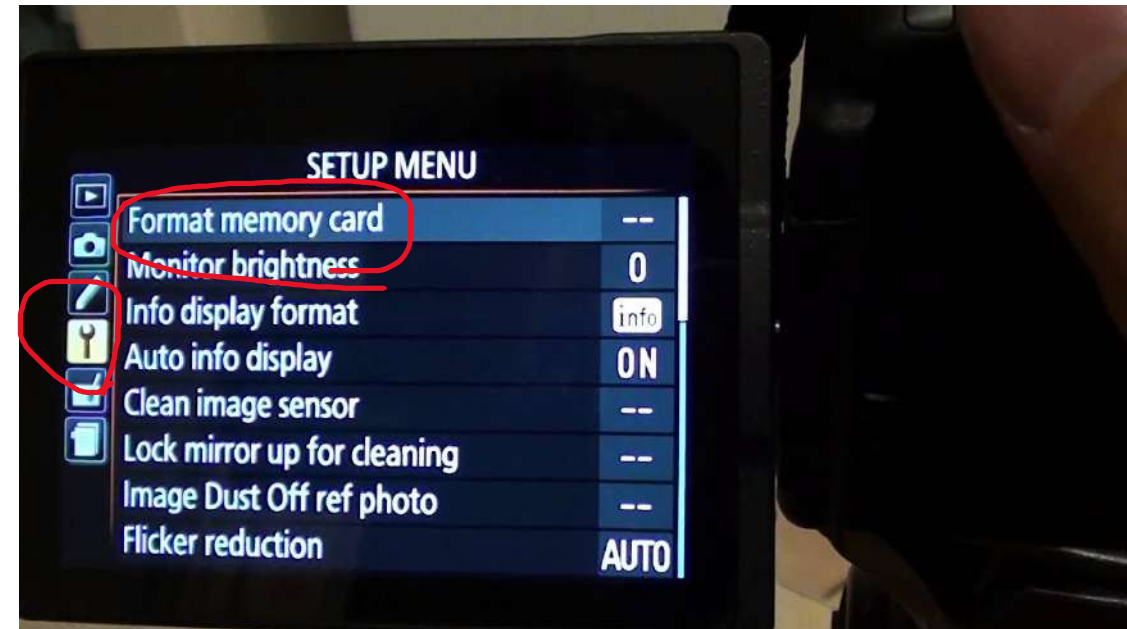 SETUP MENU
Format memory card --
Monitor brightness 0
Info display format info
Auto info display ON
Clean image sensor --
Lock mirror up for cleaning --
Image Dust Off ref photo --
Flicker reduction AUTO